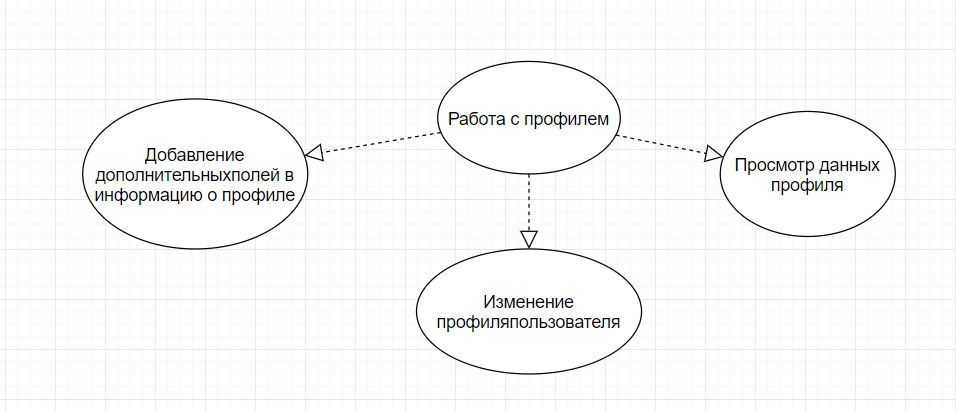 Работа с профилем
Добавление
дополнительныхполей в
информацию о профиле
Просмотр данных
профиля
Изменение
профиляпользователя